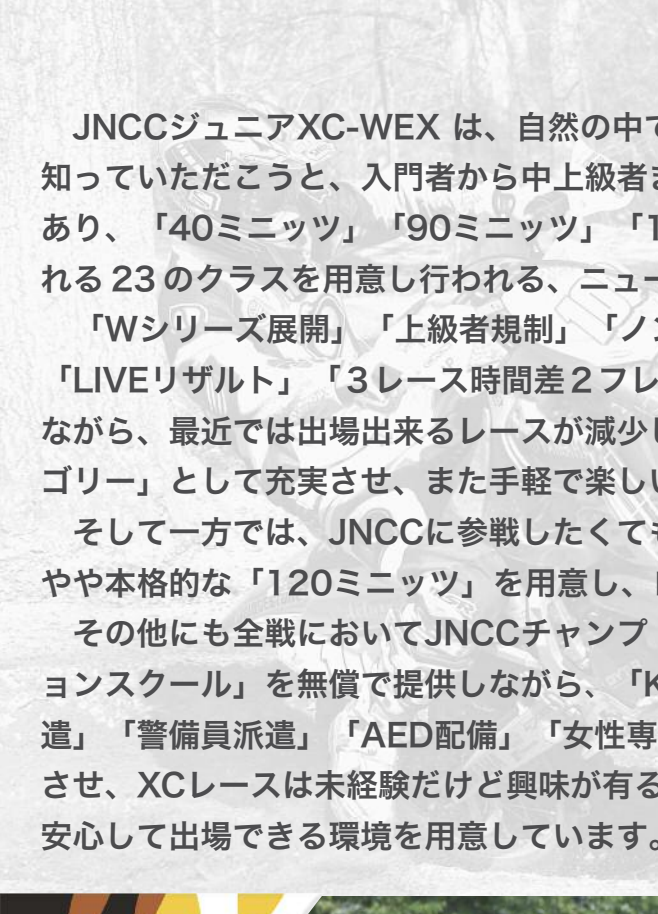 JNCCジュニアXC-WEX は、自然の中で
知っていただこうと、入門者から中上級者ま
あり、「40ミニッツ」「90ミニッツ」「1
れる 23 のクラスを用意し行われる、ニュー
「Wシリーズ展開」「上級者規制」「ノン
「LIVEリザルト」「３レース時間差２フレ
ながら、最近では出場出来るレースが減少し
ゴリー」として充実させ、また手軽で楽しい
そして一方では、JNCCに参戦したくても
やや本格的な「120ミニッツ」を用意し、
その他にも全戦においてJNCCチャンプ
ョンスクール」を無償で提供しながら、「K
遣」「警備員派遣」「AED配備」「女性専
させ、XCレースは未経験だけど興味が有る
安心して出場できる環境を用意しています。